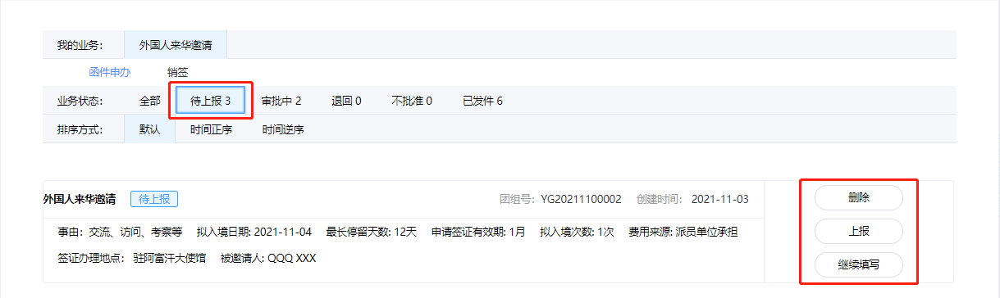 我的业务： 外国人来华邀请
函件申办 销签
业务状态： 全部 待上报 3 审批中 2 退回 0 不批准 0 已发件 6
排序方式： 默认 时间正序 时间逆序
外国人来华邀请 待上报 团组号：YG20211100002 创建时间： 2021-11-03
删除
事由：交流、访问、考察等 拟入境日期: 2021-11-04 最长停留天数: 12天 申请签证有效期: 1月 拟入境次数: 1次 费用来源: 派员单位承担
上报
签证办理地点： 驻阿富汗大使馆 被邀请人: QQQ XXX
继续填写